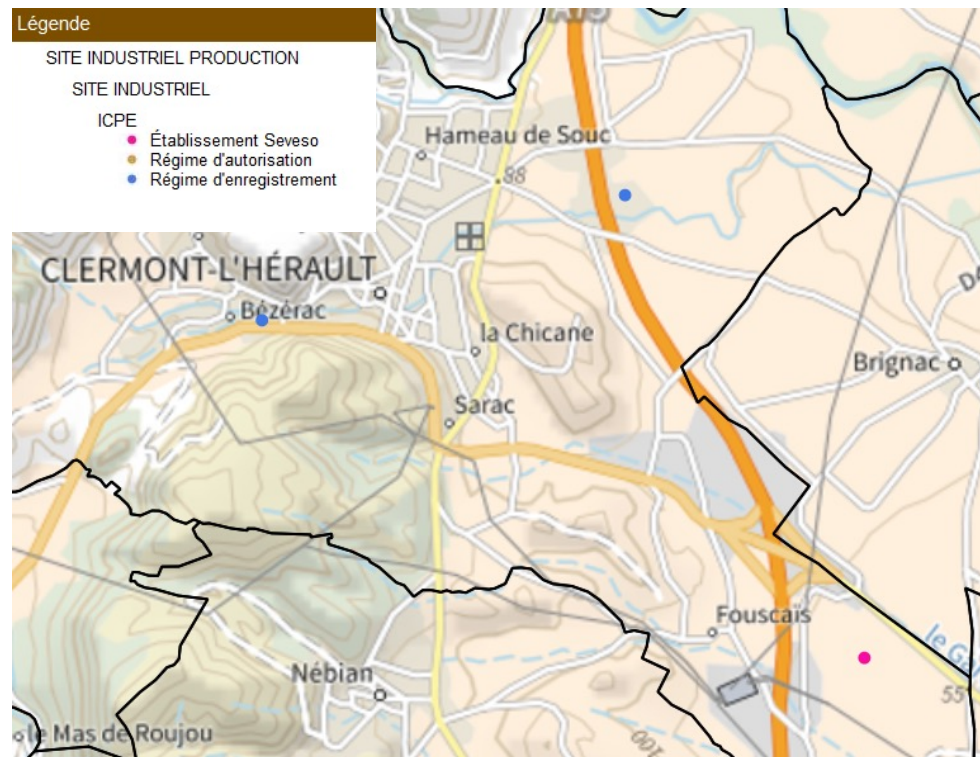 Légende
SITE INDUSTRIEL PRODUCTION
SITE INDUSTRIEL
ICPE
Établissement Seveso
Régime d'autorisation
Régime d'enregistrement
A75
Hameau de Souc
88
CLERMONT-L'HÉRAULT
Bézérac
la Chicane
Brignac
Sarac
Fouscaïs
Nébian
55
le Mas de Roujou
100